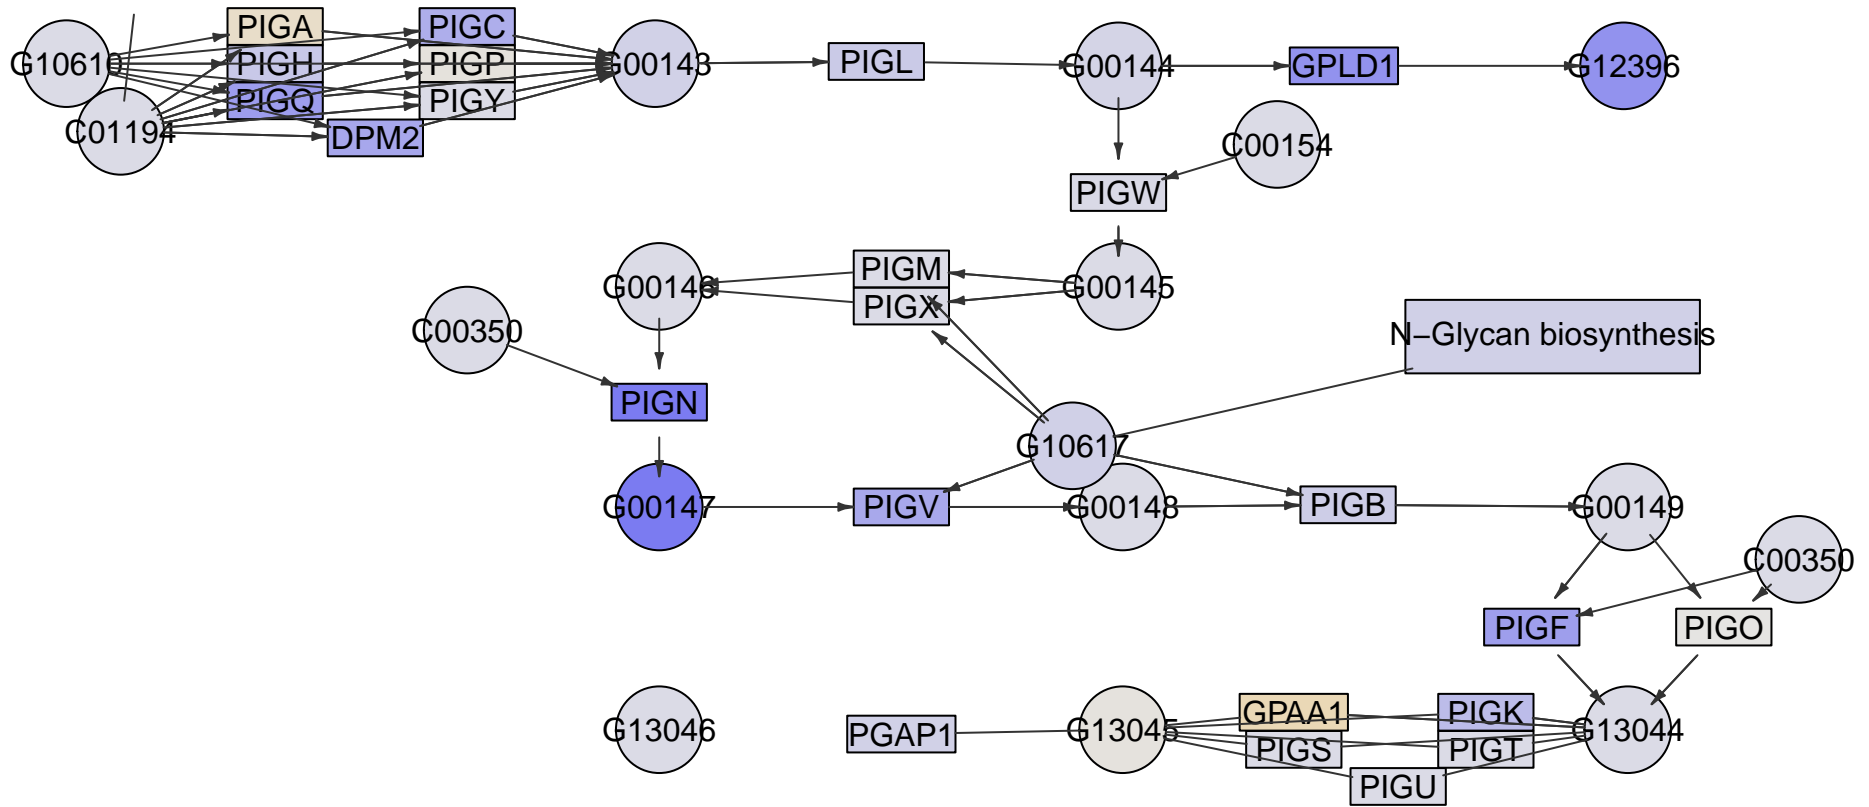 PIGA
PIGC
G10610
PIGH
PIGP
G00143
PIGL
G00144
GPLD1
G12396
PIGQ
PIGY
C01194
DPM2
C00154
PIGW
PIGM
G00146
G00145
PIGX
C00350
N−Glycan biosynthesis
PIGN
G10617
G00147
PIGV
G00148
PIGB
G00149
C00350
PIGF
PIGO
GPAA1
PIGK
G13046
PGAP1
G13045
G13044
PIGS
PIGT
PIGU